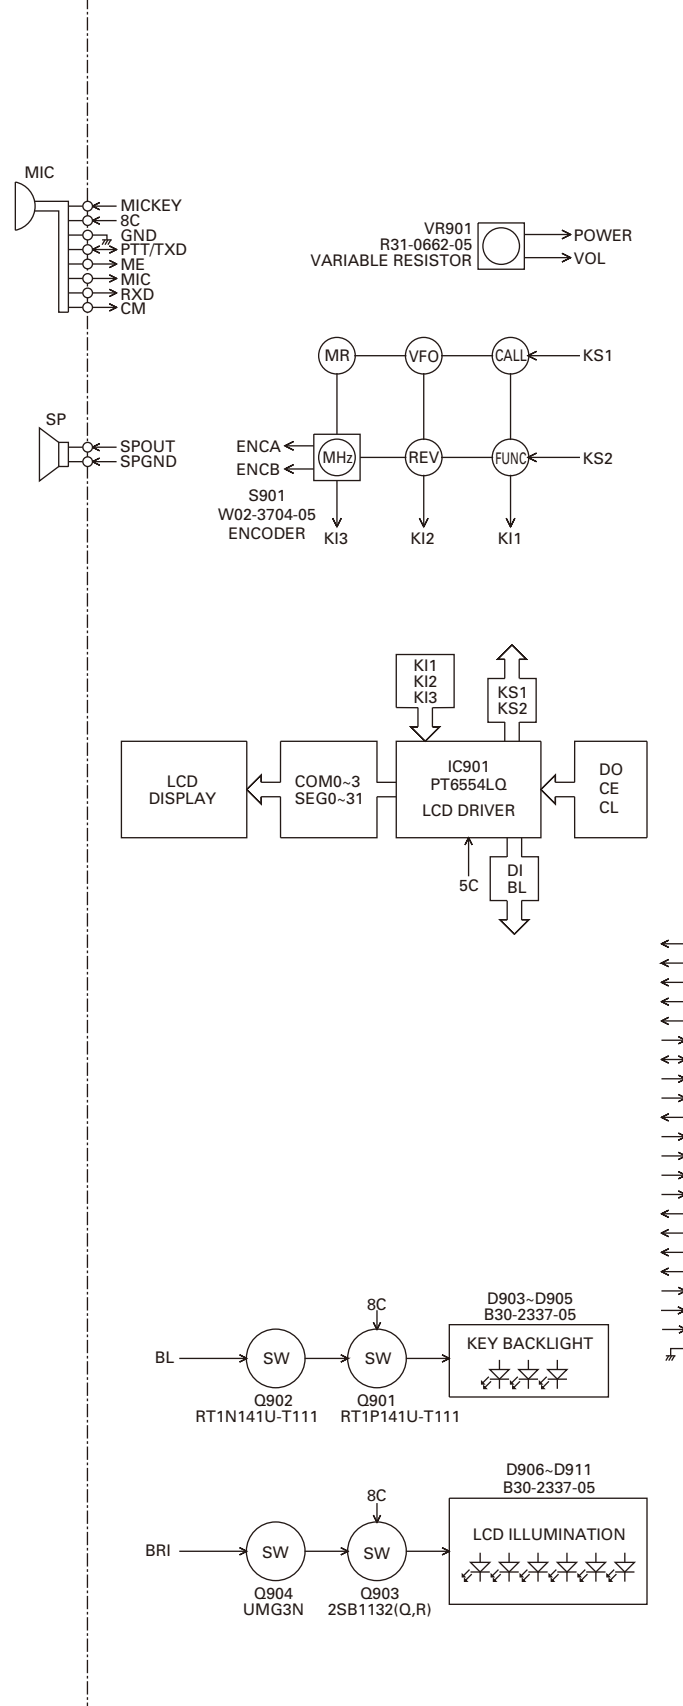 MIC
MICKEY
8C
GND
PTT/TXD
ME
MIC
RXD
CM
VR901
R31-0662-05
VARIABLE RESISTOR
POWER
VOL
MR
VFO
CALL
KS1
SP
SPOUT
SPGND
ENCA
ENCB
MHz
REV
FUNC
KS2
S901
W02-3704-05
ENCODER
KI3
KI2
KI1
KI1
KI2
KI3
KS1
KS2
LCD
DISPLAY
COM0~3
SEG0~31
IC901
PT6554LQ
LCD DRIVER
DO
CE
CL
5C
DI
BL
D903~D905
B30-2337-05
8C
KEY BACKLIGHT
BL
SW
SW
Q902
RT1N141U-T111
Q901
RT1P141U-T111
D906~D911
B30-2337-05
8C
LCD ILLUMINATION
BRI
SW
SW
Q904
UMG3N
Q903
2SB1132(Q,R)